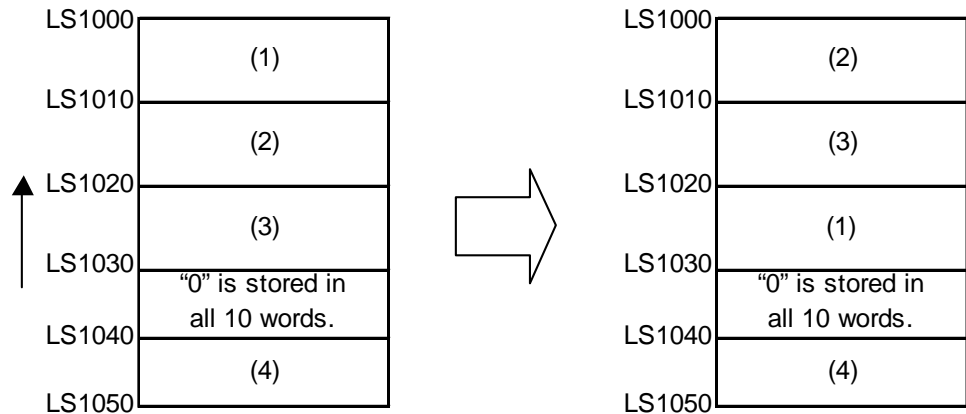 LS1000
(1)
LS1010
(2)
LS1020
(3)
LS1030
“0” is stored in
all 10 words.
LS1040
(4)
LS1050
LS1000
(2)
LS1010
(3)
LS1020
(1)
LS1030
“0” is stored in
all 10 words.
LS1040
(4)
LS1050